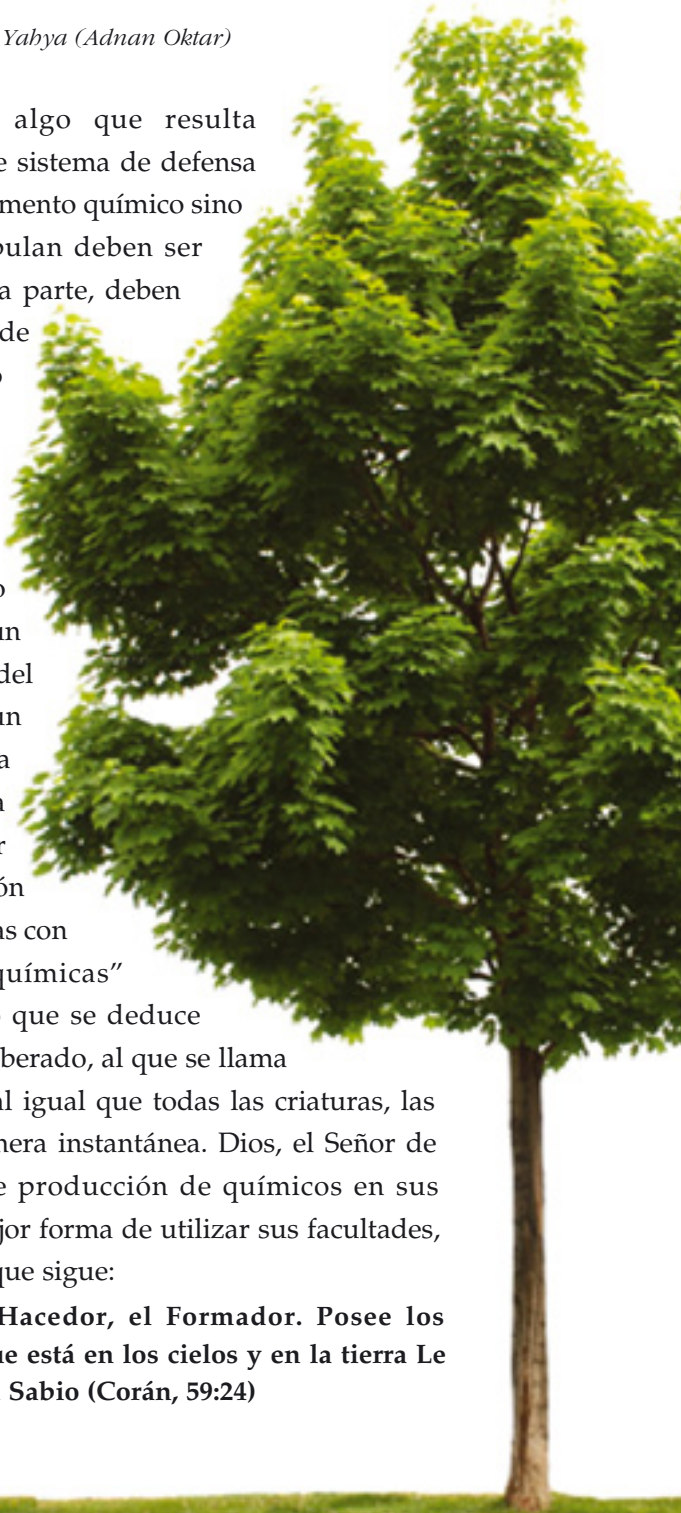 Yahya (Adnan Oktar)
algo que resulta
e sistema de defensa
mento químico sino
pulan deben ser
a parte, deben
de
o
o
un
del
un
a
n
r
ón
as con
químicas”
que se deduce
berado, al que se llama
al igual que todas las criaturas, las
nera instantánea. Dios, el Señor de
e producción de químicos en sus
jor forma de utilizar sus facultades,
que sigue:
Hacedor, el Formador. Posee los
ue está en los cielos y en la tierra Le
Sabio (Corán, 59:24)